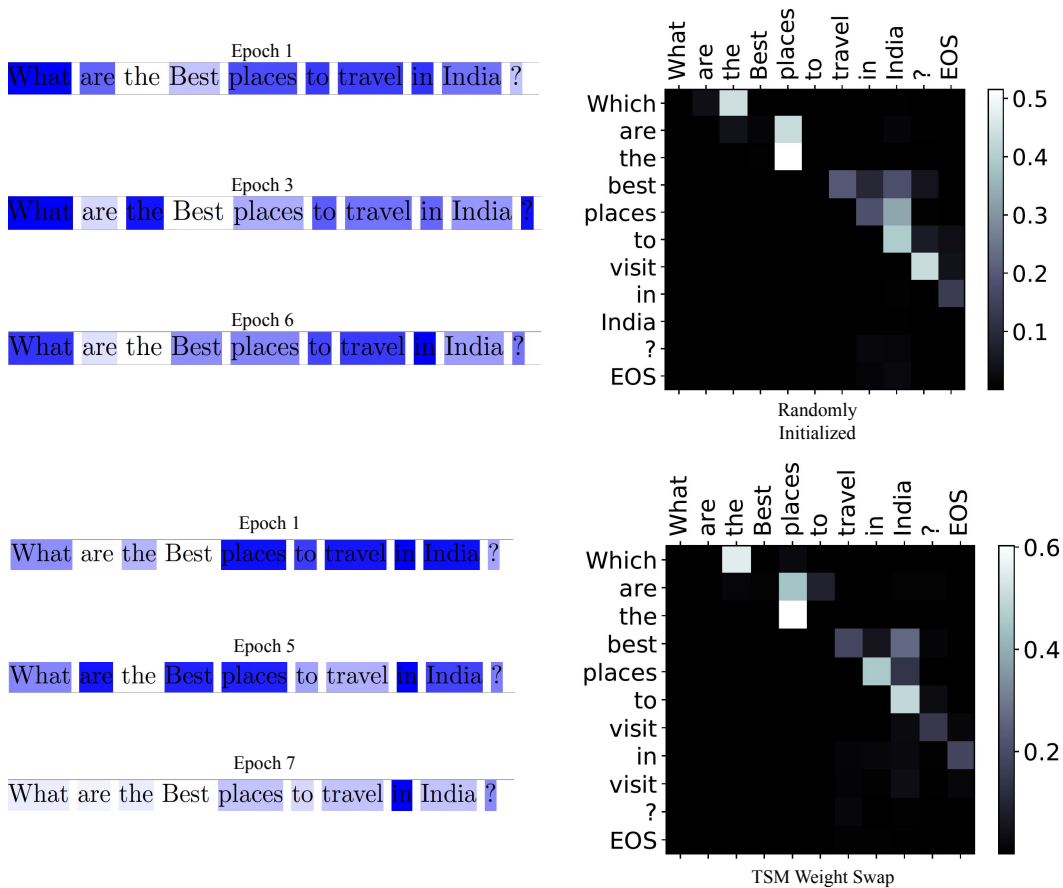 Epoch 1
What are the Best places to travel in India ?
Epoch 3
What are the Best places to travel in India ?
Epoch 6
What are the Best places to travel in India ?
What are the Best places to travel in India ? EOS
Which
are
the
best
places
to
visit
in
India
?
EOS
0.5
0.4
0.3
0.2
0.1
Randomly
Initialized
Epoch 1
What are the Best places to travel in India ?
Epoch 5
What are the Best places to travel in India ?
Epoch 7
What are the Best places to travel in India ?
What are the Best places to travel in India ? EOS
Which
are
the
best
places
to
visit
in
visit
?
EOS
0.6
0.4
0.2
TSM Weight Swap